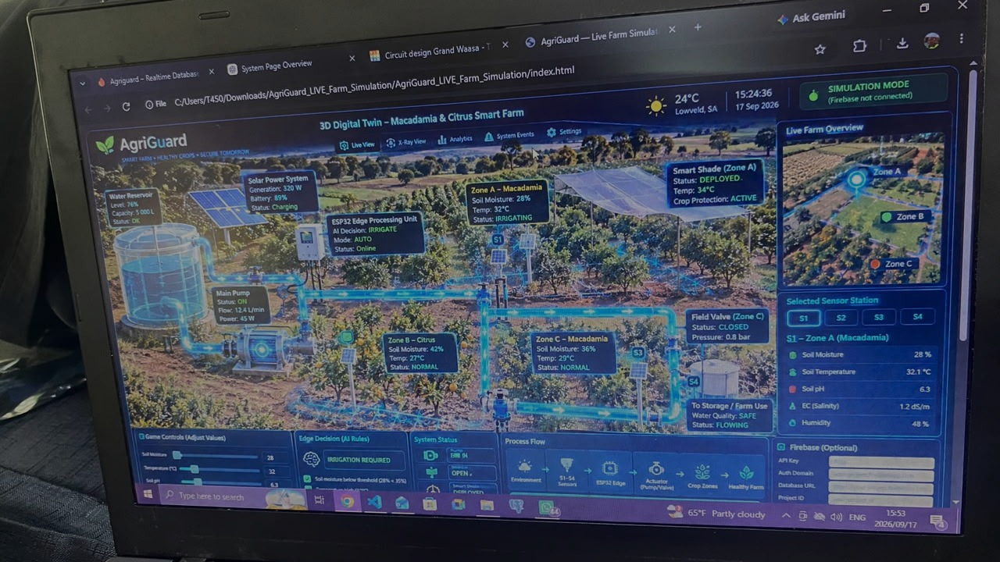 Ask Gemini
Agriguard – Realtime Databas
System Page Overview
Circuit design Grand Waasa - T
AgriGuard — Live Farm Simulat
File
C:/Users/T450/Downloads/AgriGuard_LIVE_Farm_Simulation/AgriGuard_LIVE_Farm_Simulation/index.html
AgriGuard
SMART FARM • HEALTHY CROPS • SECURE TOMORROW
3D Digital Twin – Macadamia & Citrus Smart Farm
Live View
X-Ray View
Analytics
System Events
Settings
24°C
Lowveld, SA
15:24:36
17 Sep 2026
SIMULATION MODE
(Firebase not connected)
Water Reservoir
Level: 76%
Capacity: 5 000 L
Status: OK
Solar Power System
Generation: 320 W
Battery: 89%
Status: Charging
ESP32 Edge Processing Unit
AI Decision: IRRIGATE
Mode: AUTO
Status: Online
Zone A – Macadamia
Soil Moisture: 28%
Temp: 32°C
Status: IRRIGATING
S1
Smart Shade (Zone A)
Status: DEPLOYED
Temp: 34°C
Crop Protection: ACTIVE
Main Pump
Status: ON
Flow: 12.4 L/min
Power: 45 W
Zone B – Citrus
Soil Moisture: 42%
Temp: 27°C
Status: NORMAL
Zone C – Macadamia
Soil Moisture: 36%
Temp: 29°C
Status: NORMAL
S3
Field Valve (Zone C)
Status: CLOSED
Pressure: 0.8 bar
S4
To Storage / Farm Use
Water Quality: SAFE
Status: FLOWING
Live Farm Overview
Zone A
Zone B
Zone C
Selected Sensor Station
S1 S2 S3 S4
S1 – Zone A (Macadamia)
Soil Moisture 28 %
Soil Temperature 32.1 °C
Soil pH 6.3
EC (Salinity) 1.2 dS/m
Humidity 48 %
Game Controls (Adjust Values)
Soil Moisture 28
Temperature (°C) 32
Soil pH 6.3
Edge Decision (AI Rules)
IRRIGATION REQUIRED
Soil moisture below threshold (28% < 35%)
System Status
OPEN
DEPLOYED
Process Flow
Environment
S1–S4
Sensors
ESP32 Edge
Actuator
(Pump/Valve)
Crop Zones
Healthy Farm
Firebase (Optional)
API Key
Auth Domain
Database URL
Project ID
Type here to search
65°F Partly cloudy
ENG
15:53
2026/09/17